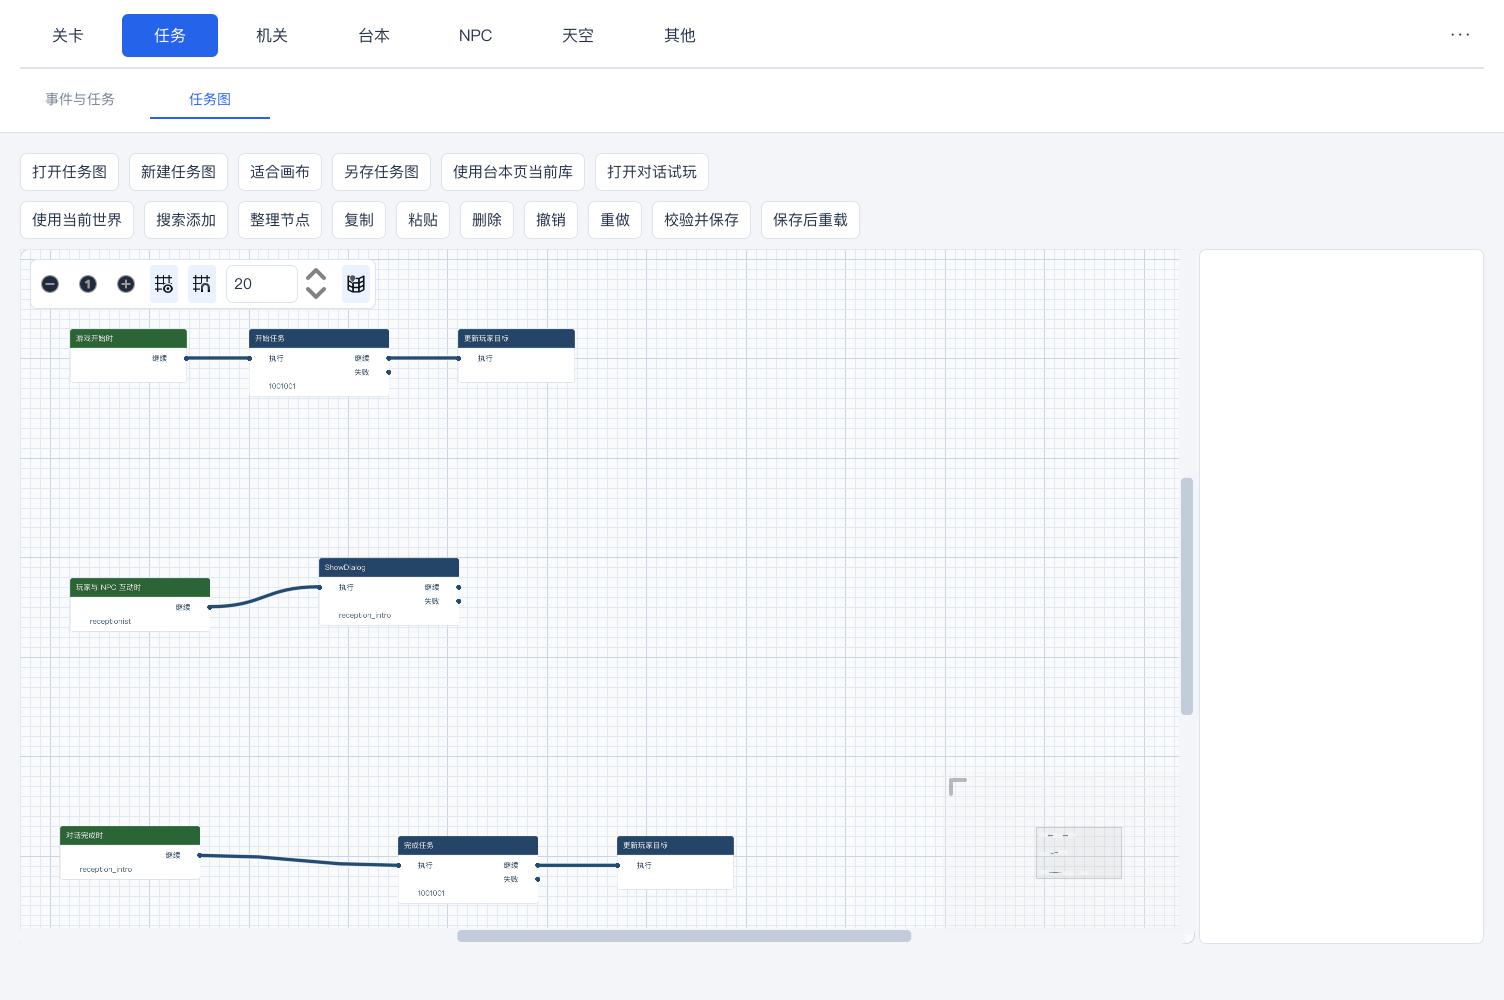 关卡 任务 机关 台本 NPC 天空 其他 ···
事件与任务 任务图
打开任务图 新建任务图 适合画布 另存任务图 使用台本页当前库 打开对话试玩
使用当前世界 搜索添加 整理节点 复制 粘贴 删除 撤销 重做 校验并保存 保存后重载
1 20
游戏开始时 开始任务 更新玩家目标
继续 执行 继续 执行
失败
1001001
ShowDialog
玩家与 NPC 互动时 执行 继续
继续 失败
receptionist reception_intro
对话完成时 完成任务 更新玩家目标
继续 执行 继续 执行
reception_intro 失败
1001001